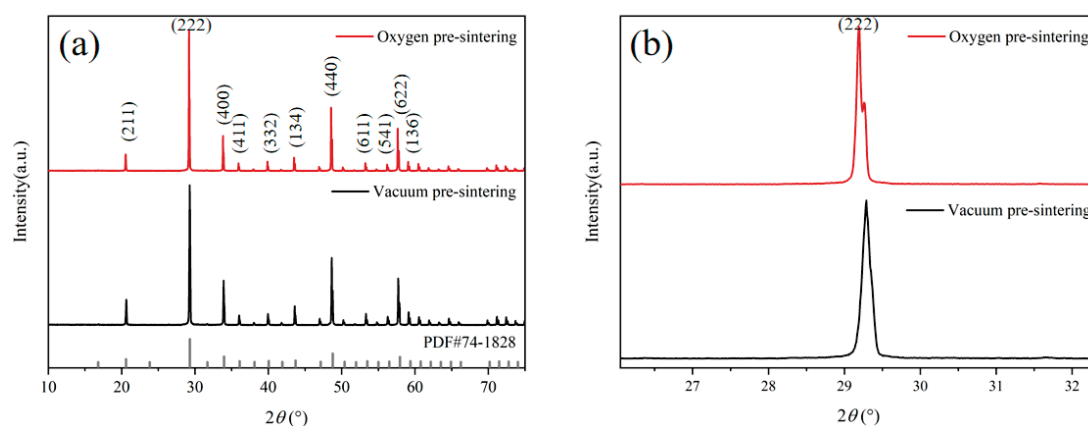 (a)
(222)
Oxygen pre-sintering
(211)
(400)
(411)
(332)
(134)
(440)
(611)
(541)
(622)
(136)
Vacuum pre-sintering
PDF#74-1828
Intensity(a.u.)
10 20 30 40 50 60 70
2θ(°)
(b)
(222)
Oxygen pre-sintering
Vacuum pre-sintering
Intensity(a.u.)
27 28 29 30 31 32
2θ(°)